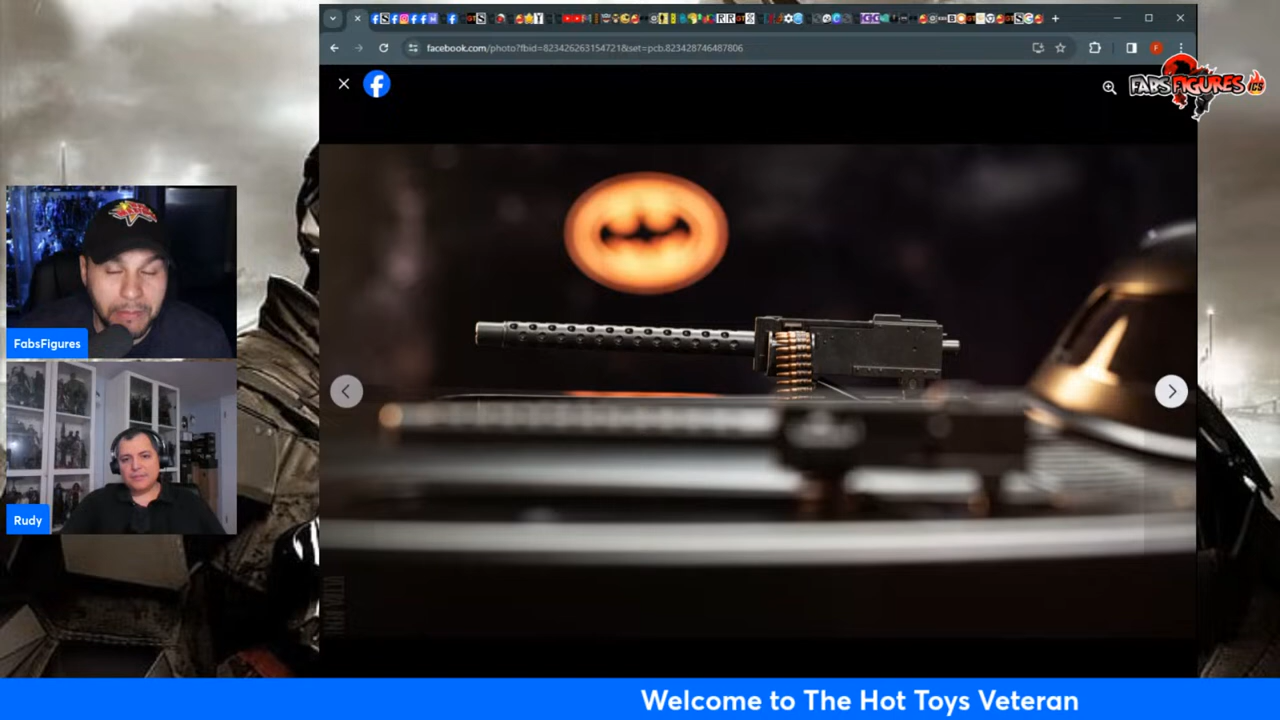 facebook.com/photo?fbid=823426263154721&set=pcb.823428746487806
FABSFIGURES
FabsFigures
Rudy
Welcome to The Hot Toys Veteran